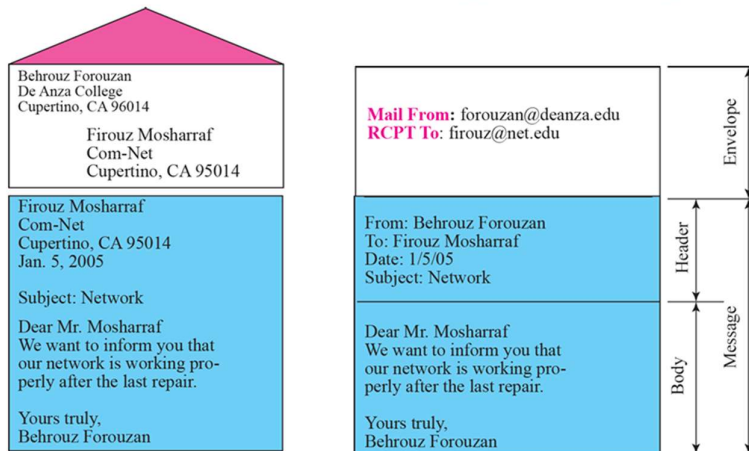 Behrouz Forouzan
De Anza College
Cupertino, CA 96014
Firouz Mosharraf
Com-Net
Cupertino, CA 95014
Firouz Mosharraf
Com-Net
Cupertino, CA 95014
Jan. 5, 2005
Subject: Network
Dear Mr. Mosharraf
We want to inform you that
our network is working pro-
perly after the last repair.
Yours truly,
Behrouz Forouzan
Mail From: forouzan@deanza.edu
RCPT To: firouz@net.edu
From: Behrouz Forouzan
To: Firouz Mosharraf
Date: 1/5/05
Subject: Network
Dear Mr. Mosharraf
We want to inform you that
our network is working pro-
perly after the last repair.
Yours truly,
Behrouz Forouzan
Envelope
Header
Body
Message